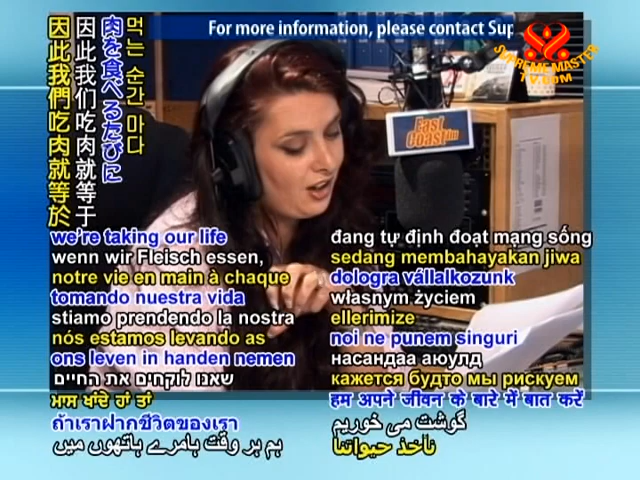 For more information, please contact Sup
SUPREME MASTER
TV.COM
East
Coast fm
먹는 순간 마다
肉を食べるたびに
因此我们吃肉就等于
因此我們吃肉就等於
we're taking our life
wenn wir Fleisch essen,
notre vie en main à chaque
tomando nuestra vida
stiamo prendendo la nostra
nós estamos levando as
ons leven in handen nemen
שאנו לוקחים את החיים
ਮਾਸ ਖਾਂਦੇ ਹਾਂ ਤਾਂ
ถ้าเราฝากชีวิตของเรา
ہم ہر وقت ہامرے ہاتھوں میں
đang tự định đoạt mạng sống
sedang membahayakan jiwa
dologra vállalkozunk
własnym życiem
ellerimize
noi ne punem singuri
насандаа аюулд
кажется будто мы рискуем
हम अपने जीवन के बारे में बात करें
گوشت می خوریم
نأخذ حيواتنا